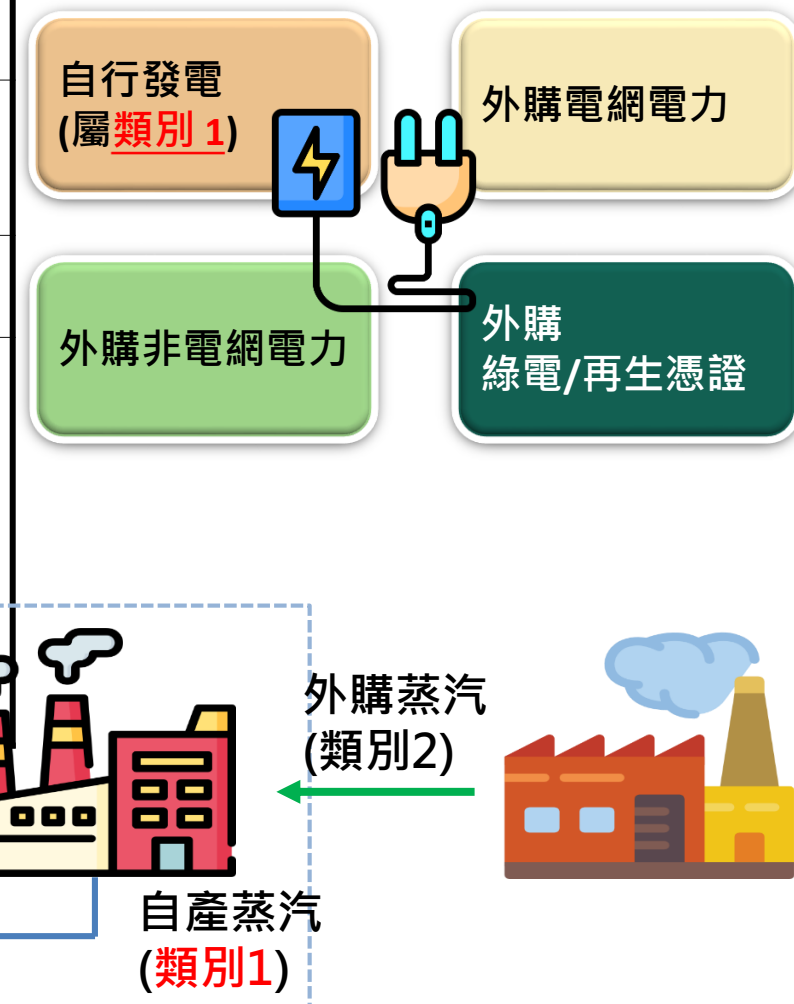 自行發電
(屬類別 1)
外購電網電力
外購非電網電力
外購
綠電/再生憑證
外購蒸汽
(類別2)
自產蒸汽
(類別1)